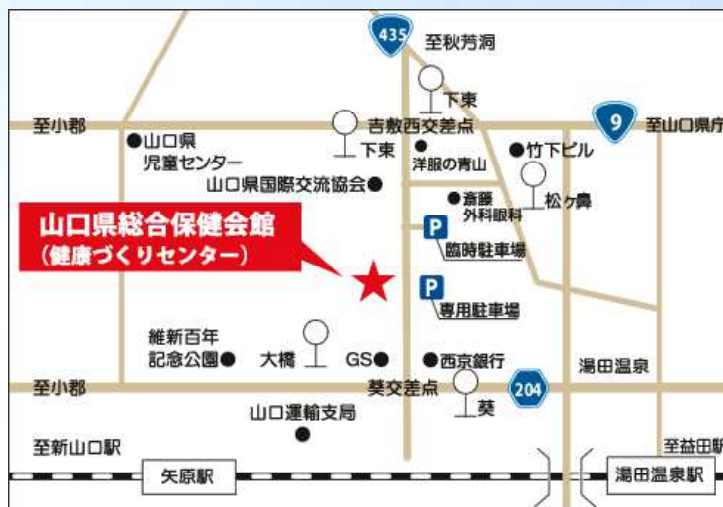 435
至秋芳洞
下東
至小郡
吉敷西交差点
9
至山口県庁
山口県
児童センター
下東
洋服の青山
竹下ビル
山口県国際交流協会
斎藤
外科眼科
松ヶ鼻
山口県総合保健会館
(健康づくりセンター)
P
臨時駐車場
P
専用駐車場
維新百年
記念公園
大橋
GS
西京銀行
湯田温泉
至小郡
葵交差点
204
葵
山口運輸支局
至新山口駅
至益田駅
矢原駅
湯田温泉駅